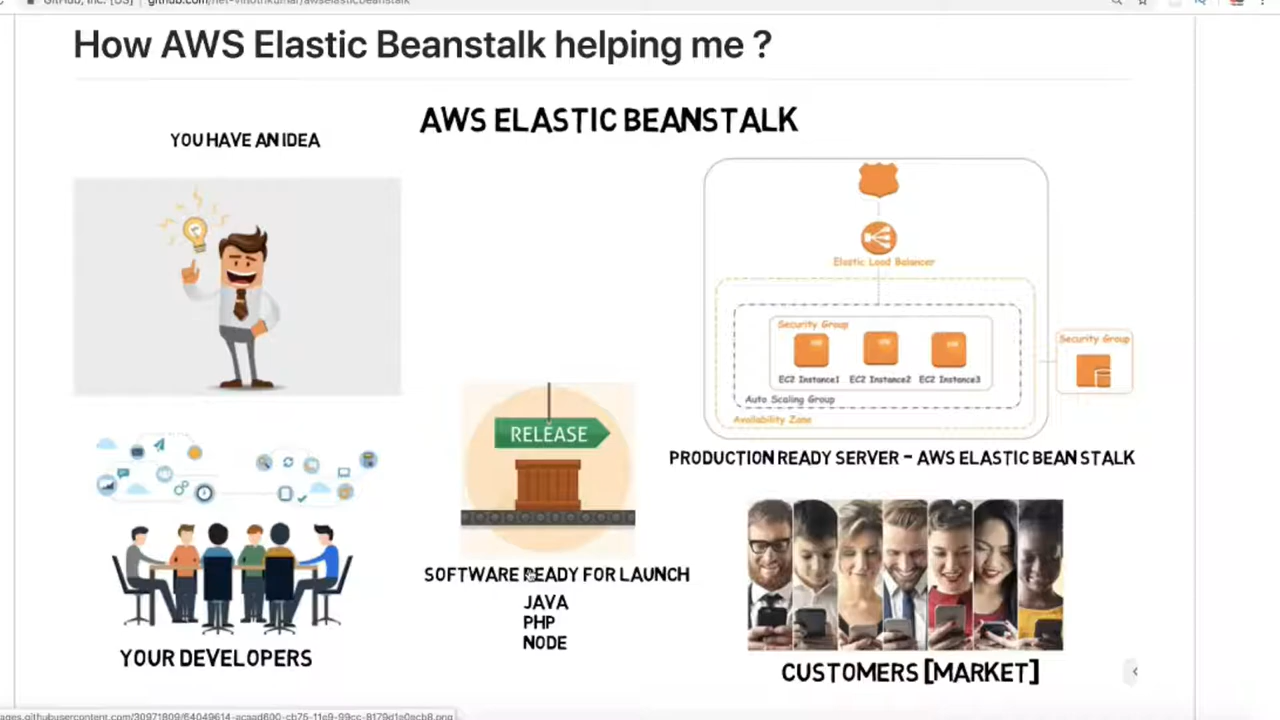 How AWS Elastic Beanstalk helping me ?
AWS ELASTIC BEANSTALK
YOU HAVE AN IDEA
Elastic Load Balancer
Security Group
EC2 Instance1 EC2 Instance2 EC2 Instance3
Auto Scaling Group
Availability Zone
Security Group
PRODUCTION READY SERVER - AWS ELASTIC BEAN STALK
RELEASE
SOFTWARE READY FOR LAUNCH
JAVA
PHP
NODE
YOUR DEVELOPERS
CUSTOMERS [MARKET]